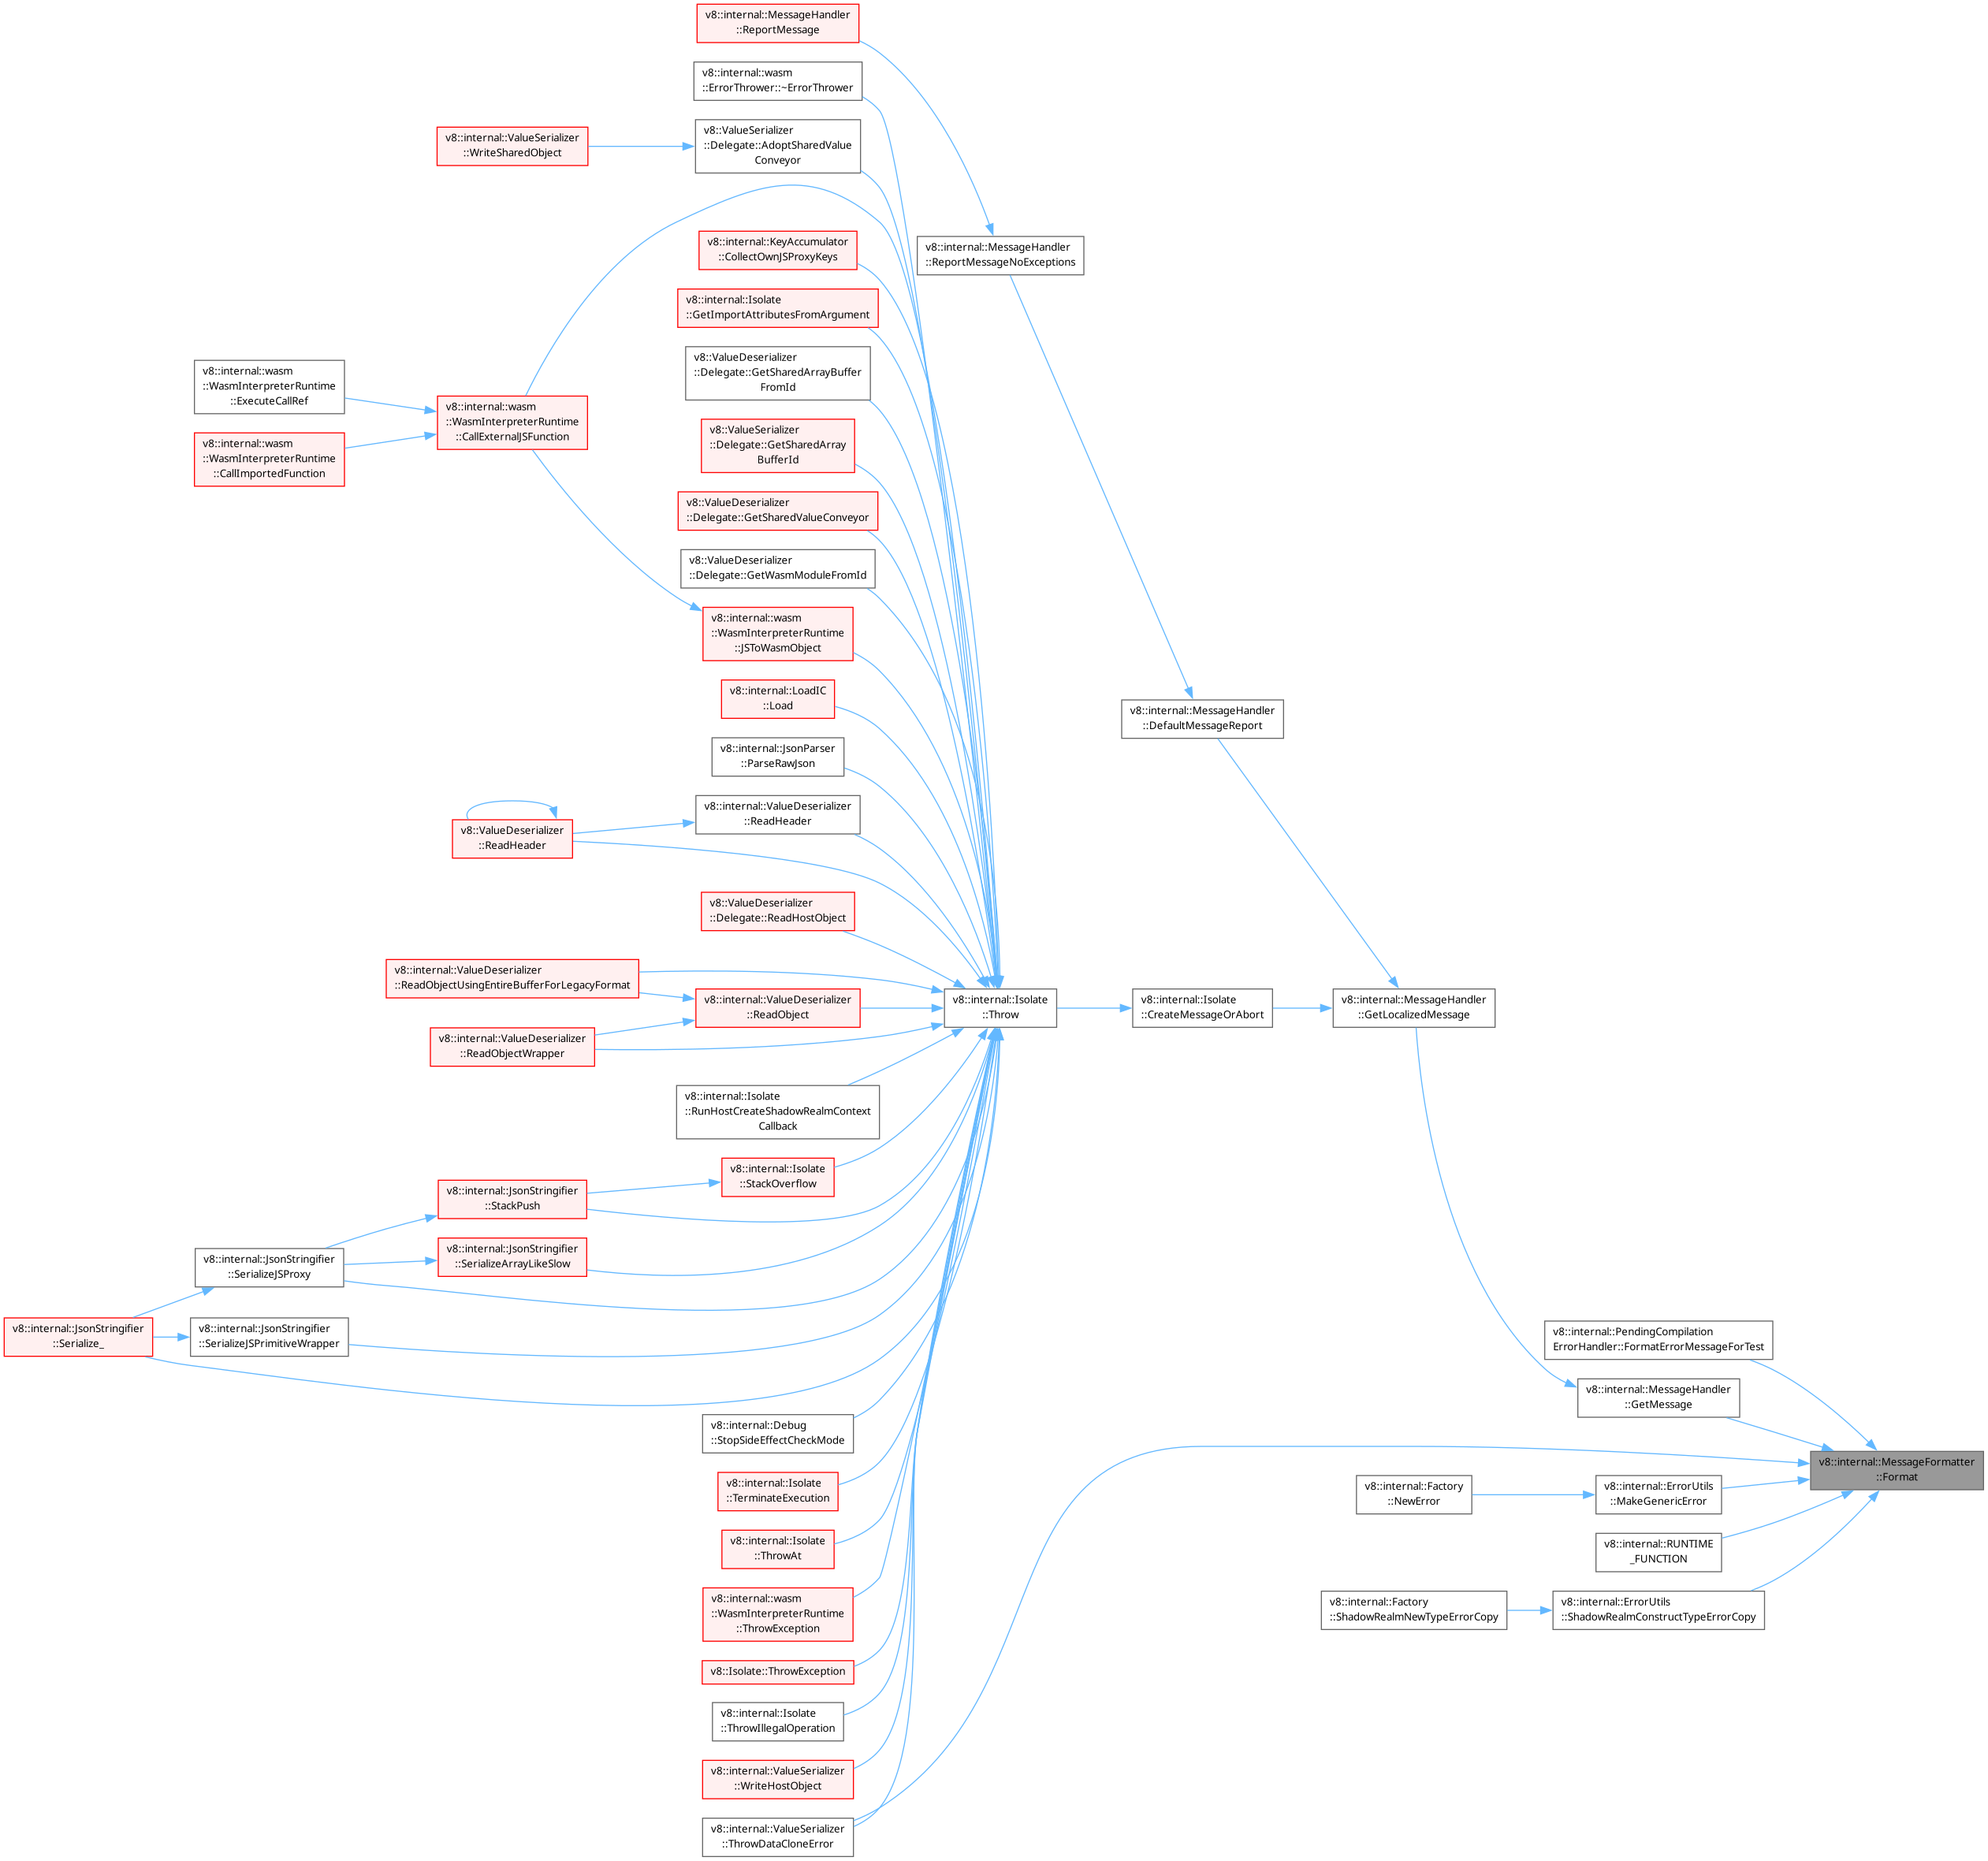 v8::internal::MessageHandler
::ReportMessage
v8::internal::wasm
::ErrorThrower::~ErrorThrower
v8::internal::ValueSerializer
::WriteSharedObject
v8::ValueSerializer
::Delegate::AdoptSharedValue
Conveyor
v8::internal::KeyAccumulator
::CollectOwnJSProxyKeys
v8::internal::MessageHandler
::ReportMessageNoExceptions
v8::internal::Isolate
::GetImportAttributesFromArgument
v8::ValueDeserializer
::Delegate::GetSharedArrayBuffer
FromId
v8::internal::wasm
::WasmInterpreterRuntime
::ExecuteCallRef
v8::internal::wasm
::WasmInterpreterRuntime
::CallExternalJSFunction
v8::internal::wasm
::WasmInterpreterRuntime
::CallImportedFunction
v8::ValueSerializer
::Delegate::GetSharedArray
BufferId
v8::ValueDeserializer
::Delegate::GetSharedValueConveyor
v8::ValueDeserializer
::Delegate::GetWasmModuleFromId
v8::internal::wasm
::WasmInterpreterRuntime
::JSToWasmObject
v8::internal::LoadIC
::Load
v8::internal::MessageHandler
::DefaultMessageReport
v8::internal::JsonParser
::ParseRawJson
v8::ValueDeserializer
::ReadHeader
v8::internal::ValueDeserializer
::ReadHeader
v8::ValueDeserializer
::Delegate::ReadHostObject
v8::internal::ValueDeserializer
::ReadObjectUsingEntireBufferForLegacyFormat
v8::internal::ValueDeserializer
::ReadObject
v8::internal::Isolate
::Throw
v8::internal::Isolate
::CreateMessageOrAbort
v8::internal::MessageHandler
::GetLocalizedMessage
v8::internal::ValueDeserializer
::ReadObjectWrapper
v8::internal::Isolate
::RunHostCreateShadowRealmContext
Callback
v8::internal::Isolate
::StackOverflow
v8::internal::JsonStringifier
::StackPush
v8::internal::JsonStringifier
::SerializeJSProxy
v8::internal::JsonStringifier
::SerializeArrayLikeSlow
v8::internal::JsonStringifier
::Serialize_
v8::internal::JsonStringifier
::SerializeJSPrimitiveWrapper
v8::internal::PendingCompilation
ErrorHandler::FormatErrorMessageForTest
v8::internal::MessageHandler
::GetMessage
v8::internal::Debug
::StopSideEffectCheckMode
v8::internal::MessageFormatter
::Format
v8::internal::Isolate
::TerminateExecution
v8::internal::Factory
::NewError
v8::internal::ErrorUtils
::MakeGenericError
v8::internal::Isolate
::ThrowAt
v8::internal::RUNTIME
_FUNCTION
v8::internal::wasm
::WasmInterpreterRuntime
::ThrowException
v8::internal::Factory
::ShadowRealmNewTypeErrorCopy
v8::internal::ErrorUtils
::ShadowRealmConstructTypeErrorCopy
v8::Isolate::ThrowException
v8::internal::Isolate
::ThrowIllegalOperation
v8::internal::ValueSerializer
::WriteHostObject
v8::internal::ValueSerializer
::ThrowDataCloneError